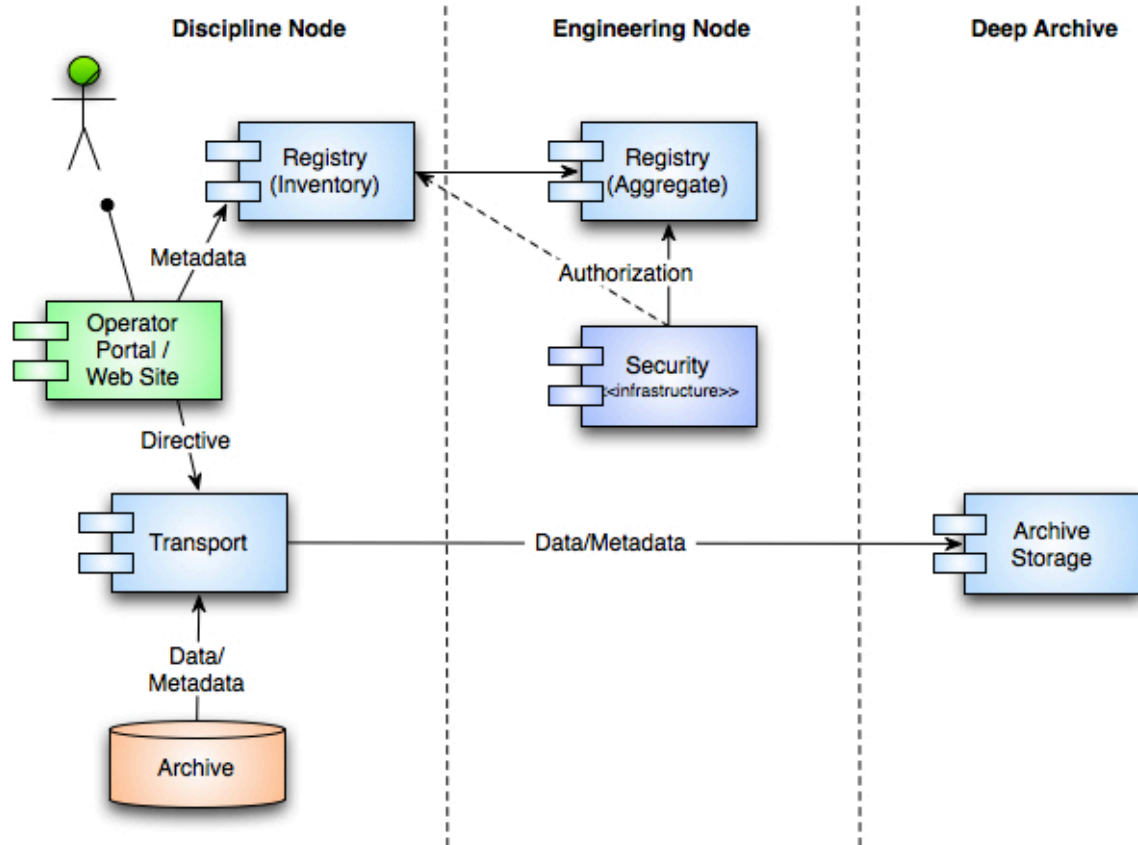 Discipline Node
Engineering Node
Deep Archive
Registry
(Inventory)
Registry
(Aggregate)
Metadata
Authorization
Operator
Portal /
Web Site
Security
<<infrastructure>>
Directive
Transport
Data/Metadata
Archive
Storage
Data/
Metadata
Archive